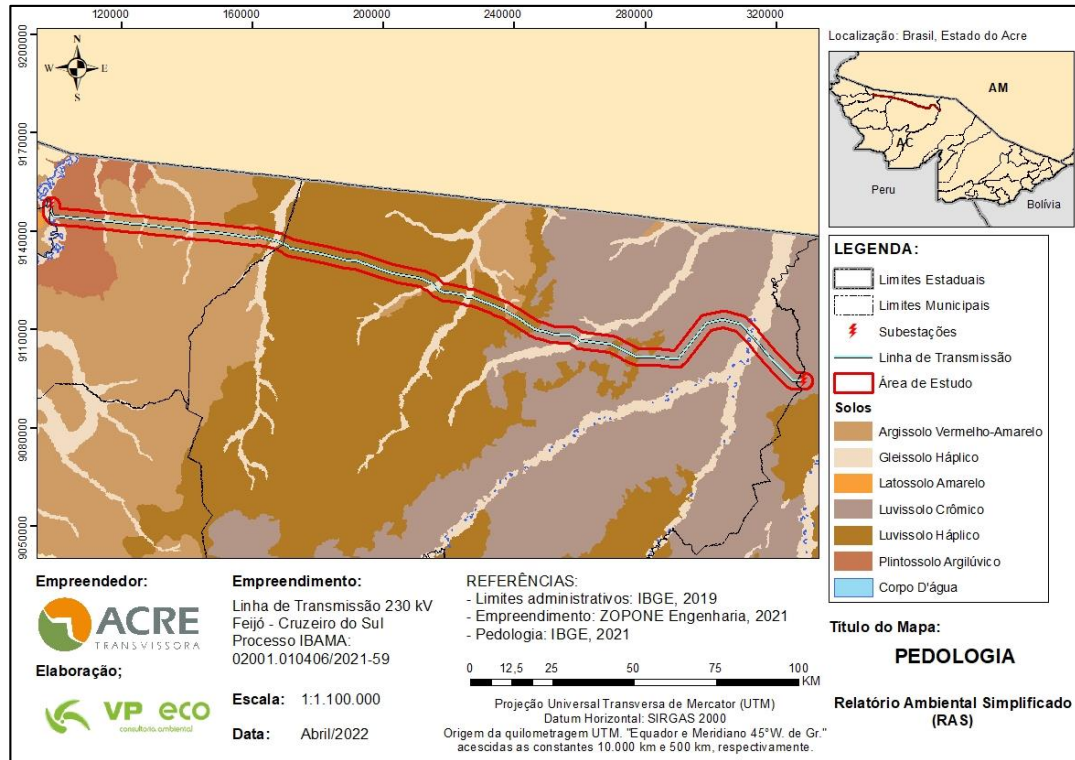 120000 160000 200000 240000 280000 320000
9200000
9170000
9140000
9110000
9080000
9050000
N
W E
S
Localização: Brasil, Estado do Acre
AM
AC
Peru
Bolívia
LEGENDA:
Limites Estaduais
Limites Municipais
Subestações
Linha de Transmissão
Área de Estudo
Solos
Argissolo Vermelho-Amarelo
Gleissolo Háplico
Latossolo Amarelo
Luvissolo Crômico
Luvissolo Háplico
Plintossolo Argilúvico
Corpo D'água
Empreendedor:
ACRE
TRANSMISSORA
Elaboração;
VP eco
consultoria ambiental
Empreendimento:
Linha de Transmissão 230 kV
Feijó - Cruzeiro do Sul
Processo IBAMA:
02001.010406/2021-59
Escala: 1:1.100.000
Data: Abril/2022
REFERÊNCIAS:
- Limites administrativos: IBGE, 2019
- Empreendimento: ZOPONE Engenharia, 2021
- Pedologia: IBGE, 2021
0 12,5 25 50 75 100
KM
Projeção Universal Transversa de Mercator (UTM)
Datum Horizontal: SIRGAS 2000
Origem da quilometragem UTM. "Equador e Meridiano 45°W. de Gr."
acescidas as constantes 10.000 km e 500 km, respectivamente.
Título do Mapa:
PEDOLOGIA
Relatório Ambiental Simplificado
(RAS)